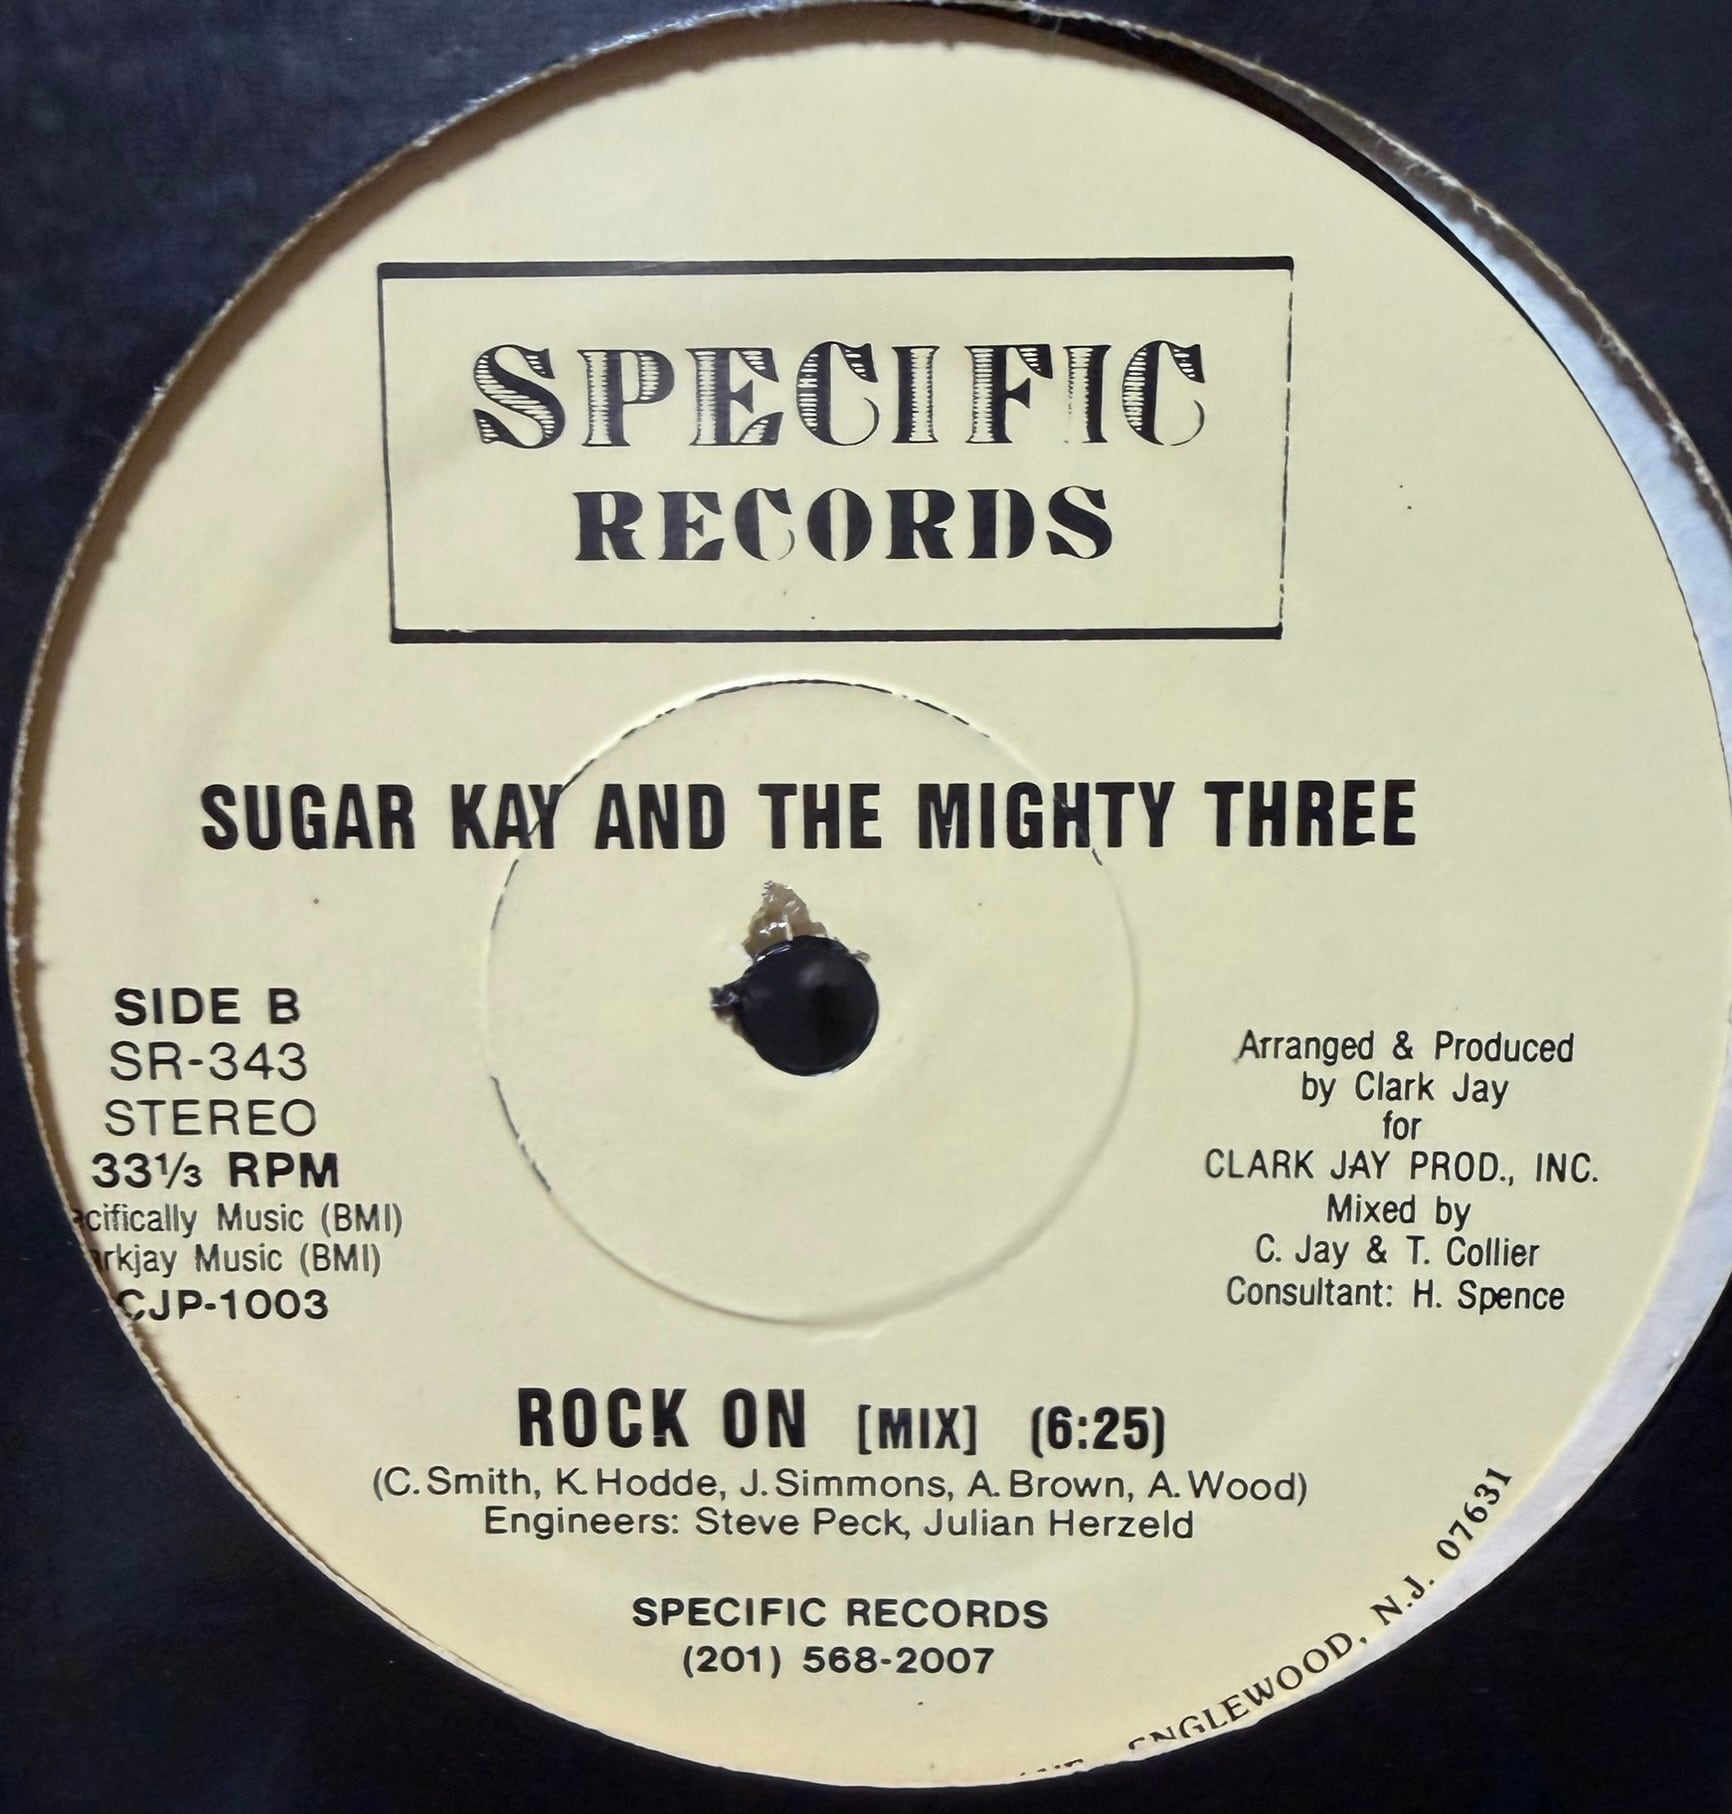 SPECIFIC
RECORDS
SUGAR KAY AND THE MIGHTY THREE
SIDE B
SR-343
STEREO
33⅓ RPM
cifically Music (BMI)
rkjay Music (BMI)
CJP-1003
Arranged & Produced
by Clark Jay
for
CLARK JAY PROD., INC.
Mixed by
C. Jay & T. Collier
Consultant: H. Spence
ROCK ON [MIX] (6:25)
(C. Smith, K. Hodde, J. Simmons, A. Brown, A. Wood)
Engineers: Steve Peck, Julian Herzeld
SPECIFIC RECORDS
(201) 568-2007
ENGLEWOOD, N.J. 07631